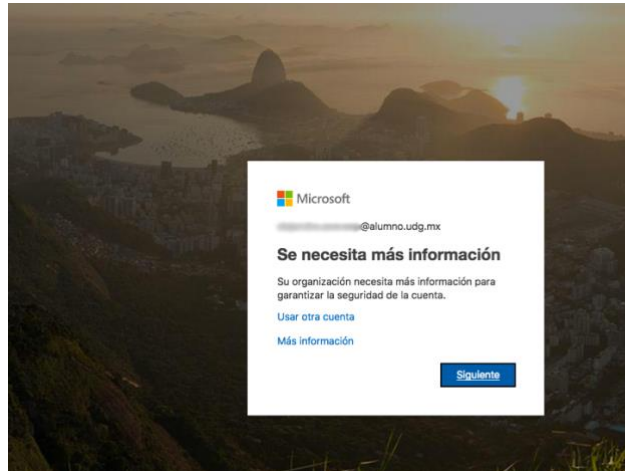 Microsoft
@alumno.udg.mx
Se necesita más información
Su organización necesita más información para
garantizar la seguridad de la cuenta.
Usar otra cuenta
Más información
Siguiente